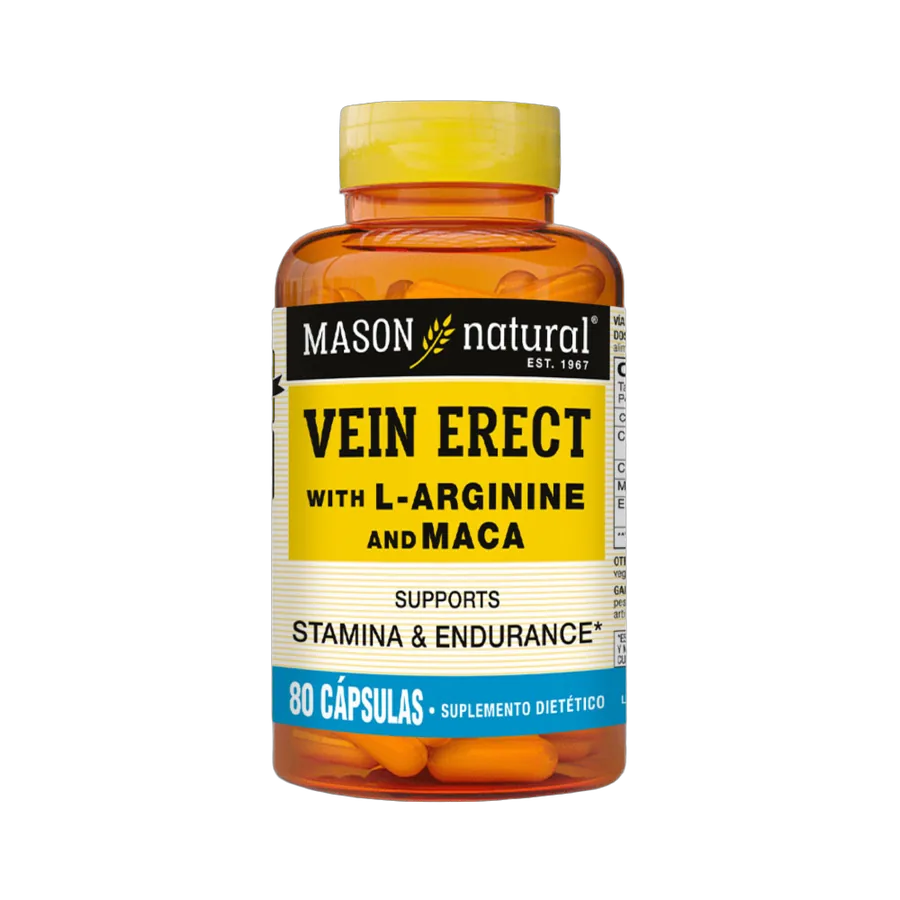 MASON natural®
EST. 1967
VEIN ERECT
WITH L-ARGININE
AND MACA
SUPPORTS
STAMINA & ENDURANCE*
80 CÁPSULAS • SUPLEMENTO DIETÉTICO